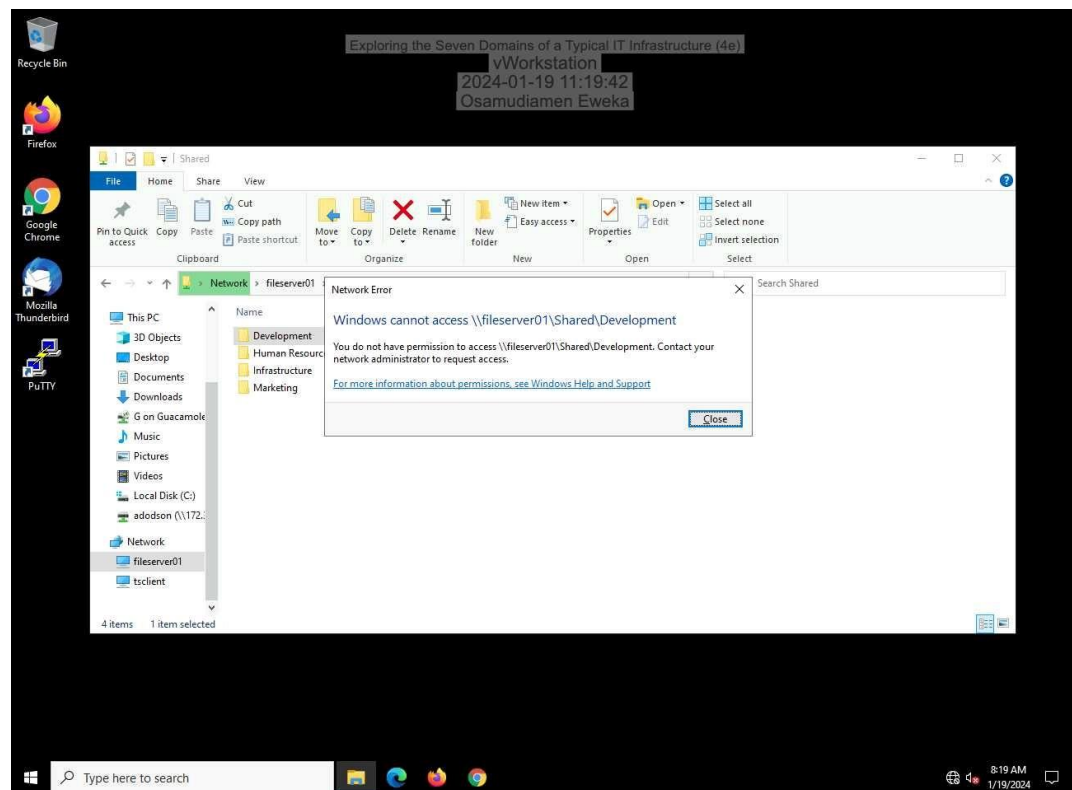 Recycle Bin
Exploring the Seven Domains of a Typical IT Infrastructure (4e)
vWorkstation
2024-01-19 11:19:42
Osamudiamen Eweka
Firefox
Google
Chrome
Mozilla
Thunderbird
PuTTY
Shared
File Home Share View
Pin to Quick
access
Copy
Paste
Cut
Copy path
Paste shortcut
Move
to
Copy
to
Delete
Rename
New
folder
New item
Easy access
Properties
Open
Edit
Select all
Select none
Invert selection
Clipboard Organize New Open Select
Network > fileserver01
Search Shared
This PC
3D Objects
Desktop
Documents
Downloads
G on Guacamole
Music
Pictures
Videos
Local Disk (C:)
adodson (\\172.
Network
fileserver01
tsclient
Name
Development
Human Resourc
Infrastructure
Marketing
Network Error
Windows cannot access \\fileserver01\Shared\Development
You do not have permission to access \\fileserver01\Shared\Development. Contact your
network administrator to request access.
For more information about permissions, see Windows Help and Support
Close
4 items 1 item selected
Type here to search
8:19 AM
1/19/2024